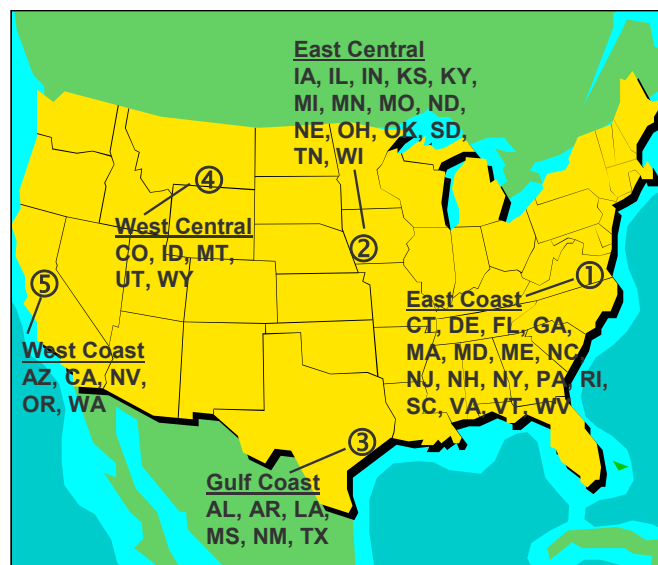 East Central
IA, IL, IN, KS, KY,
MI, MN, MO, ND,
NE, OH, OK, SD,
TN, WI
④
West Central
CO, ID, MT,
UT, WY
②
①
East Coast
CT, DE, FL, GA,
MA, MD, ME, NC,
NJ, NH, NY, PA, RI,
SC, VA, VT, WV
⑤
West Coast
AZ, CA, NV,
OR, WA
③
Gulf Coast
AL, AR, LA,
MS, NM, TX